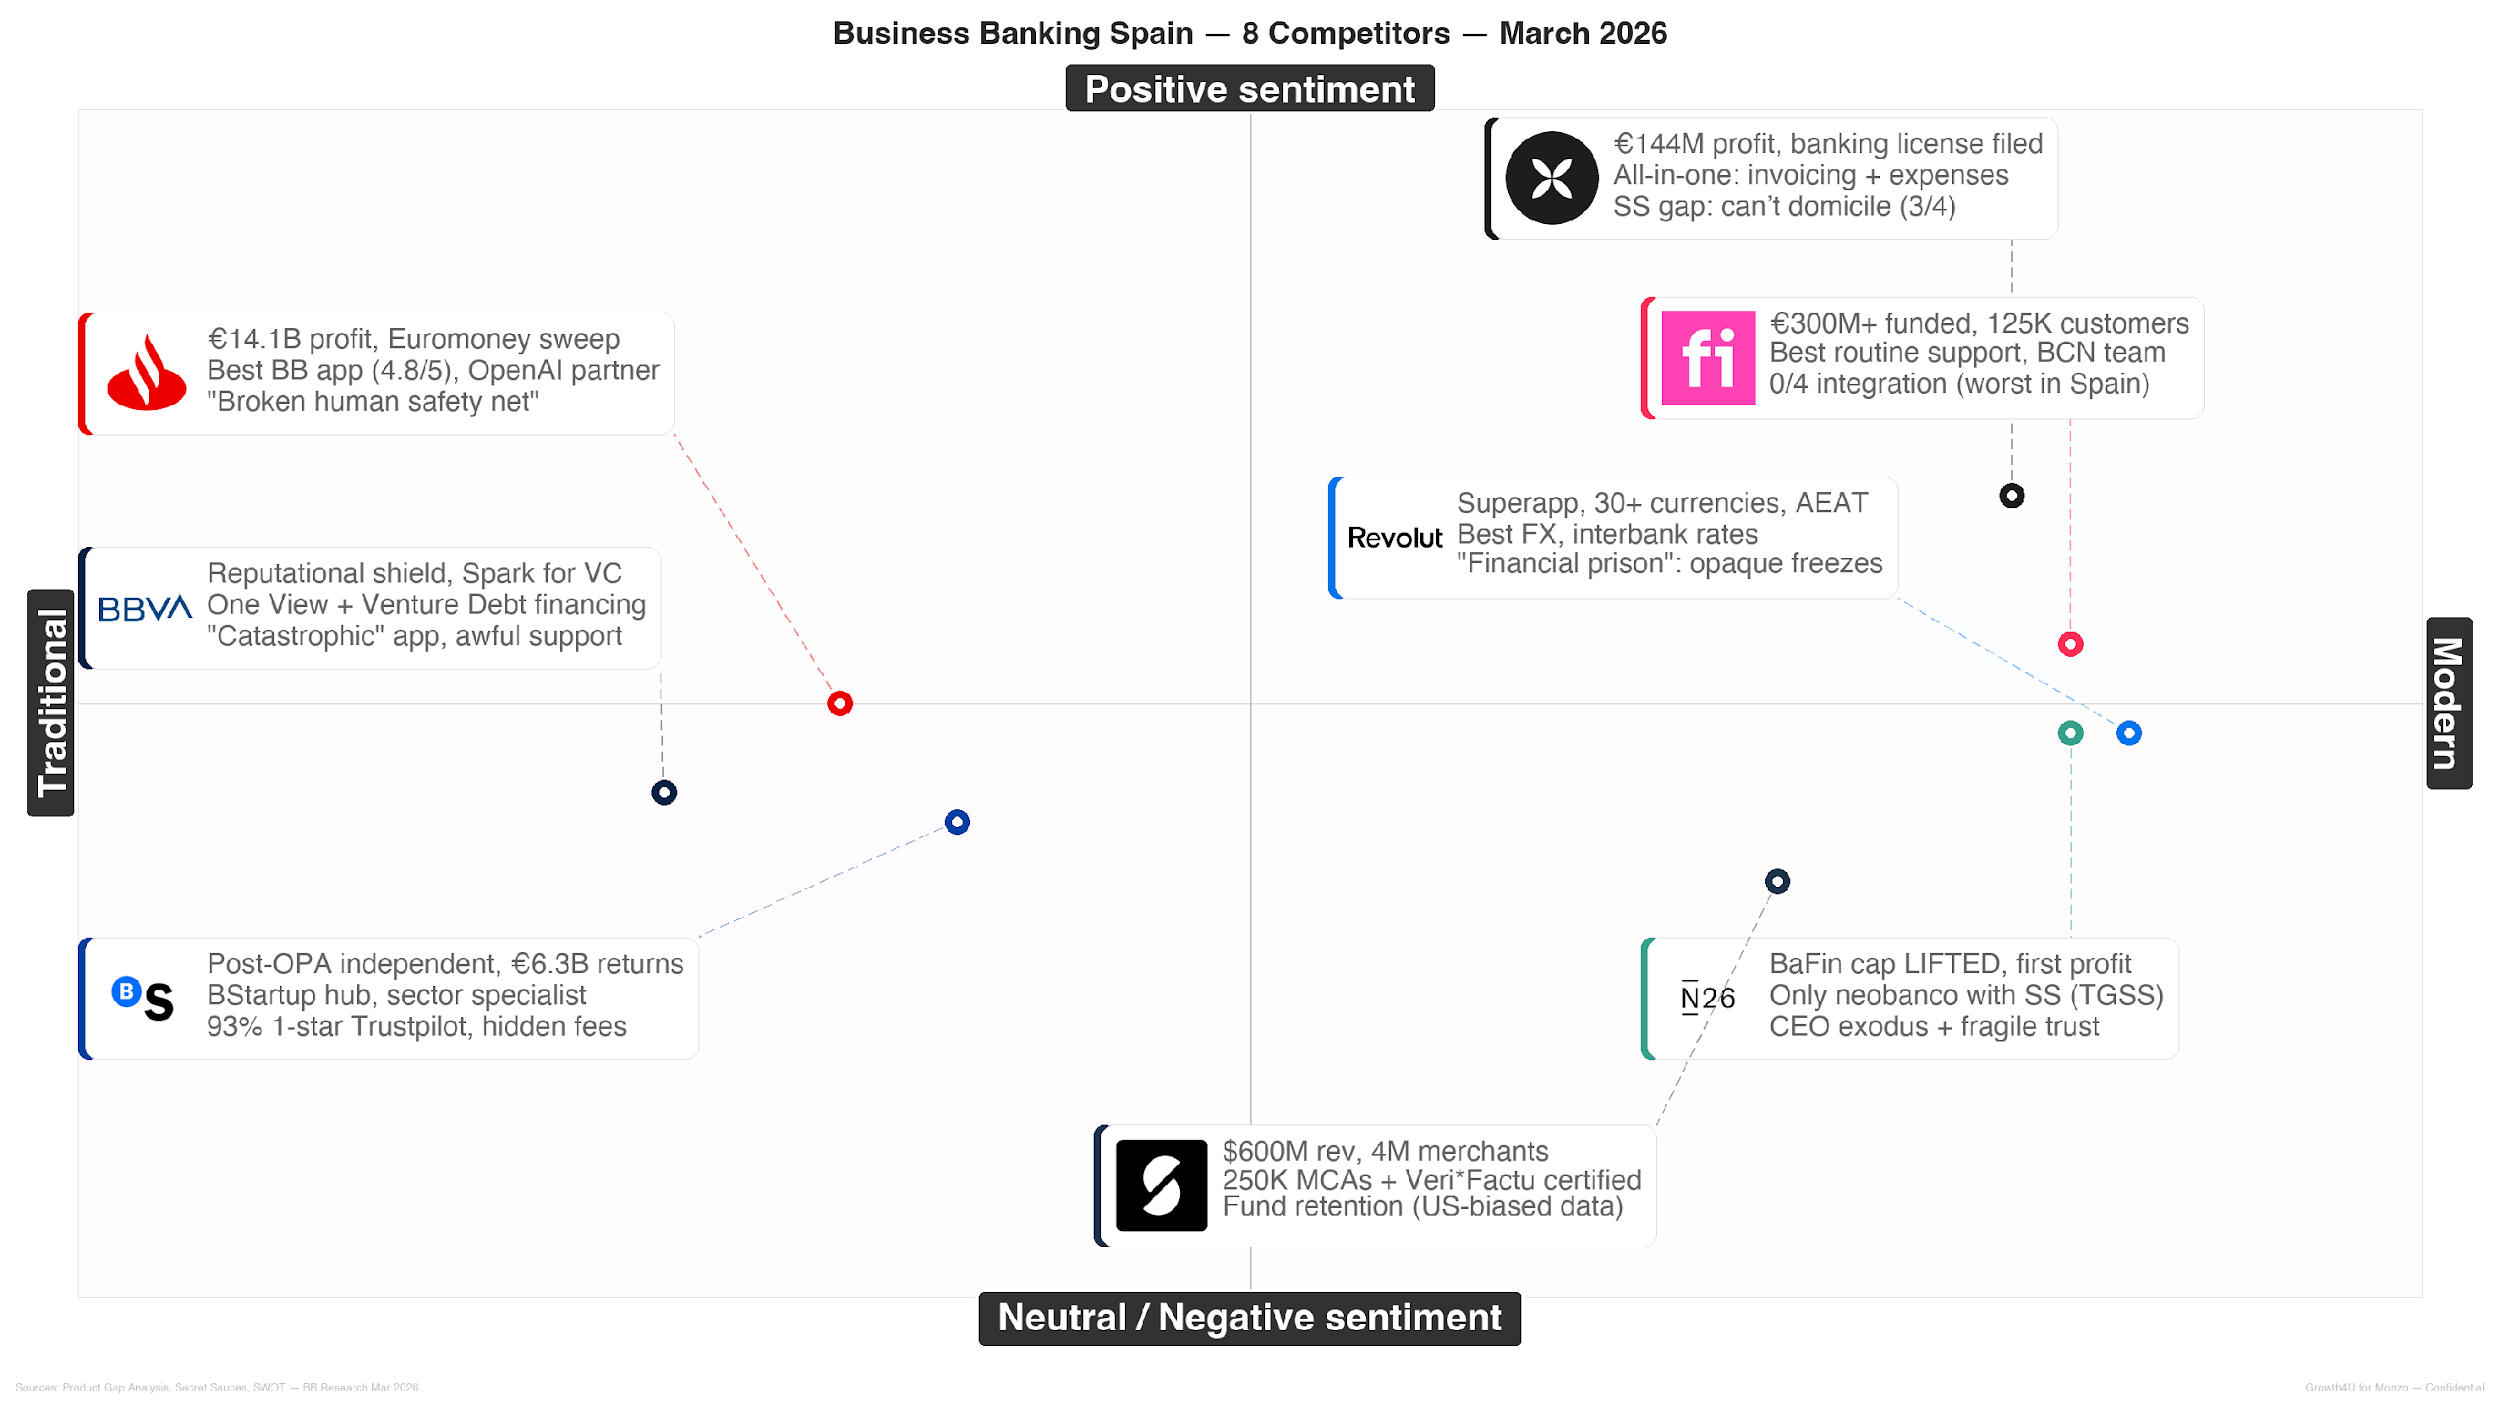 Business Banking Spain — 8 Competitors — March 2026
Positive sentiment
€144M profit, banking license filed
All-in-one: invoicing + expenses
SS gap: can’t domicile (3/4)
fi
€300M+ funded, 125K customers
Best routine support, BCN team
0/4 integration (worst in Spain)
€14.1B profit, Euromoney sweep
Best BB app (4.8/5), OpenAI partner
"Broken human safety net"
Revolut
Superapp, 30+ currencies, AEAT
Best FX, interbank rates
"Financial prison": opaque freezes
BBVA
Reputational shield, Spark for VC
One View + Venture Debt financing
"Catastrophic" app, awful support
Traditional
Modern
B S
Post-OPA independent, €6.3B returns
BStartup hub, sector specialist
93% 1-star Trustpilot, hidden fees
N26
BaFin cap LIFTED, first profit
Only neobanco with SS (TGSS)
CEO exodus + fragile trust
$600M rev, 4M merchants
250K MCAs + Veri*Factu certified
Fund retention (US-biased data)
Neutral / Negative sentiment
Sources: Product Gap Analysis, Secret Sauces, SWOT — BB Research Mar 2026
Growth4U for Monzo — Confidential